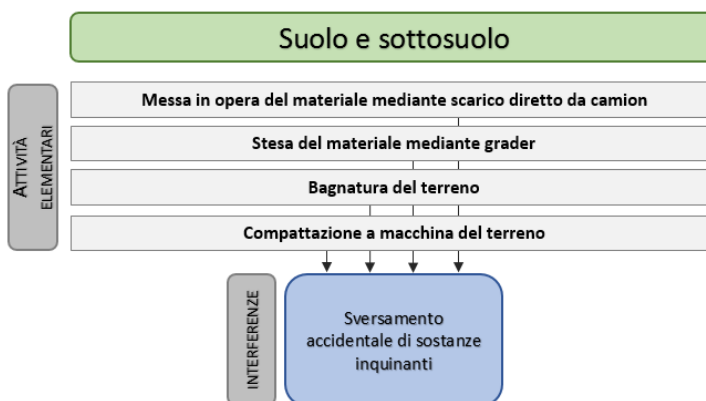 Suolo e sottosuolo
ATTIVITÀ
ELEMENTARI
Messa in opera del materiale mediante scarico diretto da camion
Stesa del materiale mediante grader
Bagnatura del terreno
Compattazione a macchina del terreno
INTERFERENZE
Sversamento
accidentale di sostanze
inquinanti